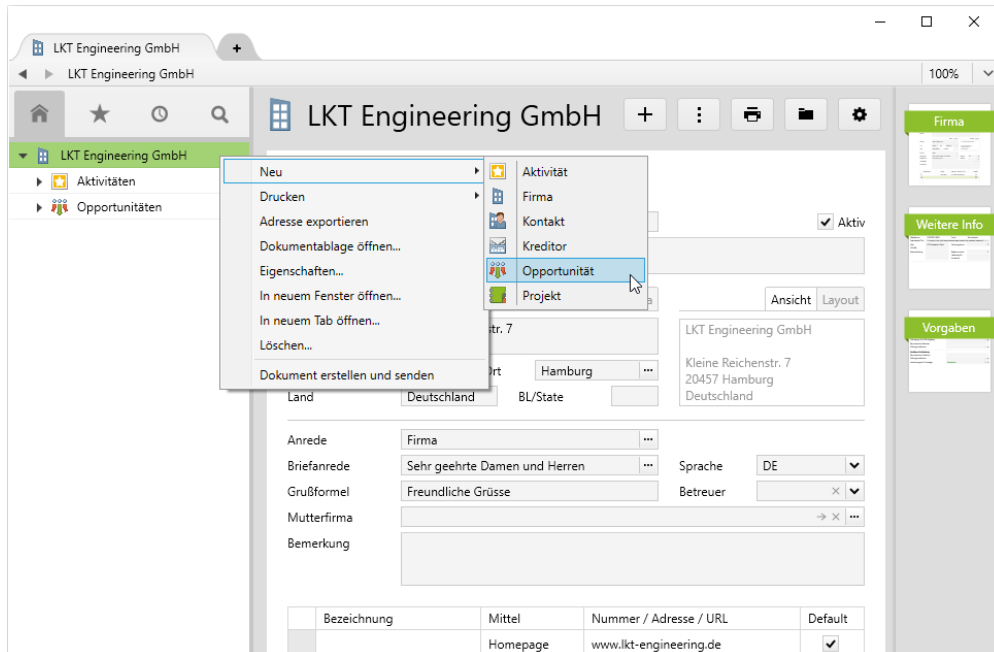 LKT Engineering GmbH +
LKT Engineering GmbH 100%
LKT Engineering GmbH
Firma
LKT Engineering GmbH
Aktivitäten
Opportunitäten
Neu
Drucken
Adresse exportieren
Dokumentablage öffnen...
Eigenschaften...
In neuem Fenster öffnen...
In neuem Tab öffnen...
Löschen...
Dokument erstellen und senden
Aktivität
Firma
Kontakt
Kreditor
Opportunität
Projekt
Aktiv
Weitere Info
Ansicht Layout
Vorgaben
str. 7
LKT Engineering GmbH
Kleine Reichenstr. 7
20457 Hamburg
Deutschland
Ort Hamburg
Land Deutschland BL/State
Anrede Firma
Briefanrede Sehr geehrte Damen und Herren Sprache DE
Grußformel Freundliche Grüsse Betreuer
Mutterfirma
Bemerkung
Bezeichnung Mittel Nummer / Adresse / URL Default
Homepage www.lkt-engineering.de